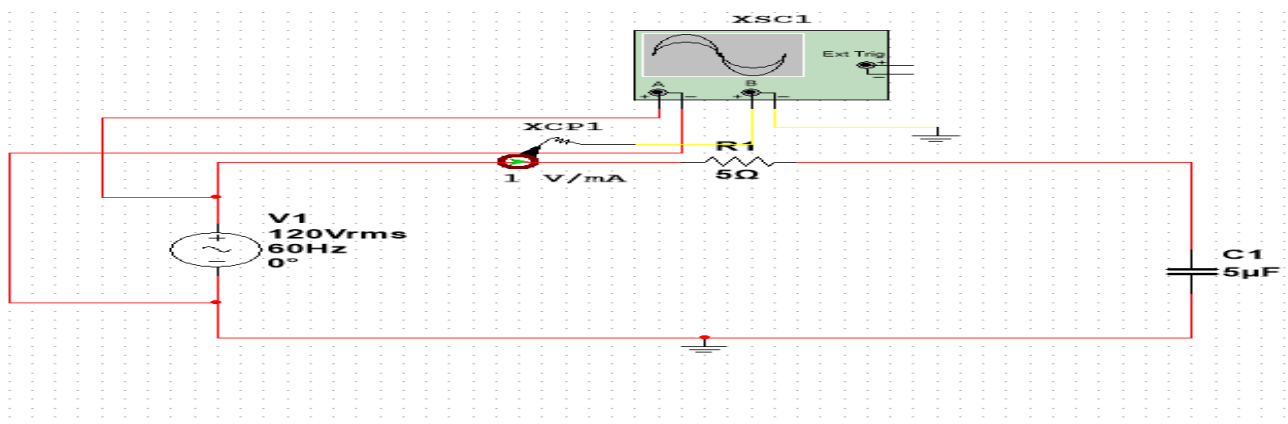 XSC1
Ext Trig
+
−
A
B
+ −
+ −
XCP1
1 V/mA
R1
5Ω
V1
120Vrms
60Hz
0°
+
−
C1
5µF